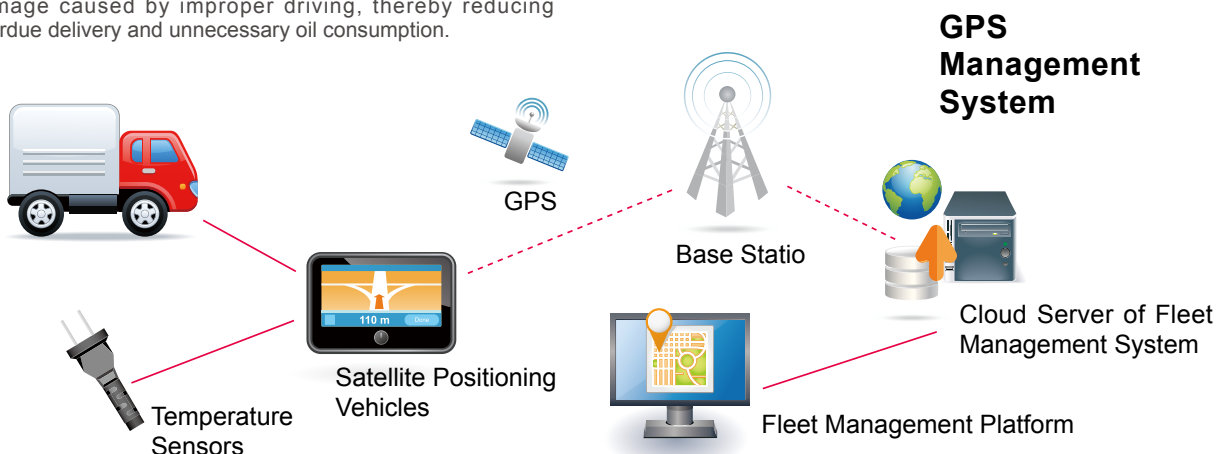 mage caused by improper driving, thereby reducing
rdue delivery and unnecessary oil consumption.
GPS
Management
System
GPS
Base Statio
110 m
Done
Cloud Server of Fleet
Management System
Satellite Positioning
Vehicles
Temperature
Sensors
Fleet Management Platform